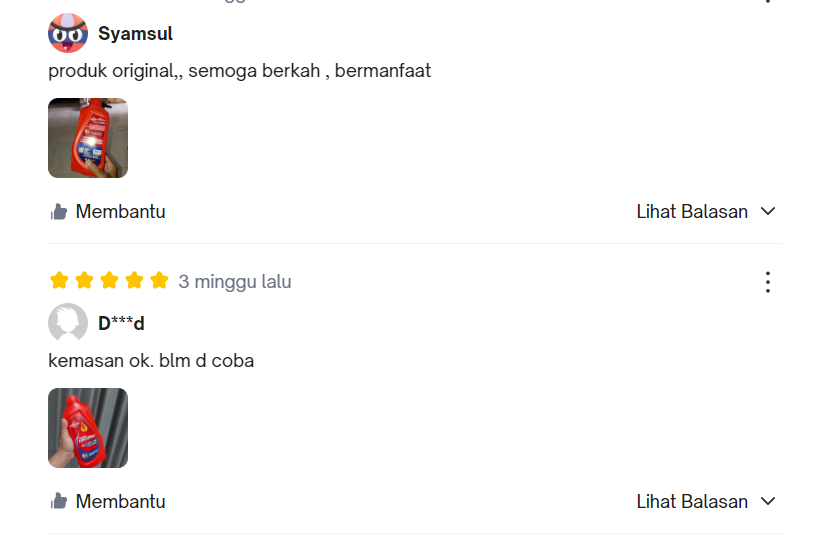 Syamsul
produk original,, semoga berkah , bermanfaat
Membantu
Lihat Balasan
3 minggu lalu
D***d
kemasan ok. blm d coba
Membantu
Lihat Balasan